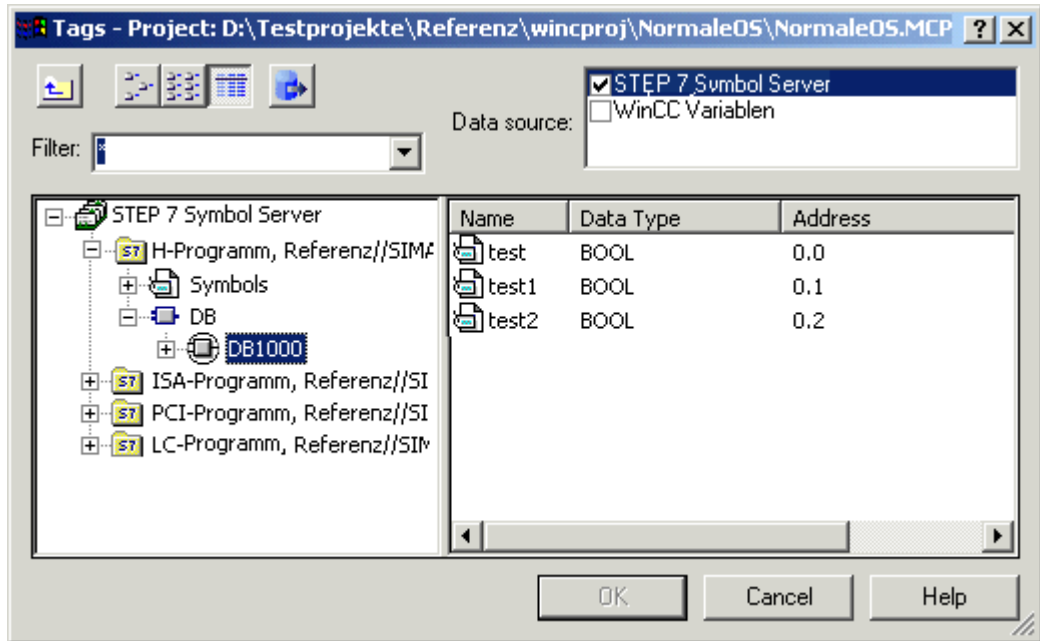 Tags - Project: D:\Testprojekte\Referenz\wincproj\NormaleOS\NormaleOS.MCP
STEP 7 Symbol Server
WinCC Variablen
Data source:
Filter: *
STEP 7 Symbol Server
H-Programm, Referenz//SIMA
Symbols
DB
DB1000
ISA-Programm, Referenz//SI
PCI-Programm, Referenz//SI
LC-Programm, Referenz//SIM
Name Data Type Address
test BOOL 0.0
test1 BOOL 0.1
test2 BOOL 0.2
OK Cancel Help